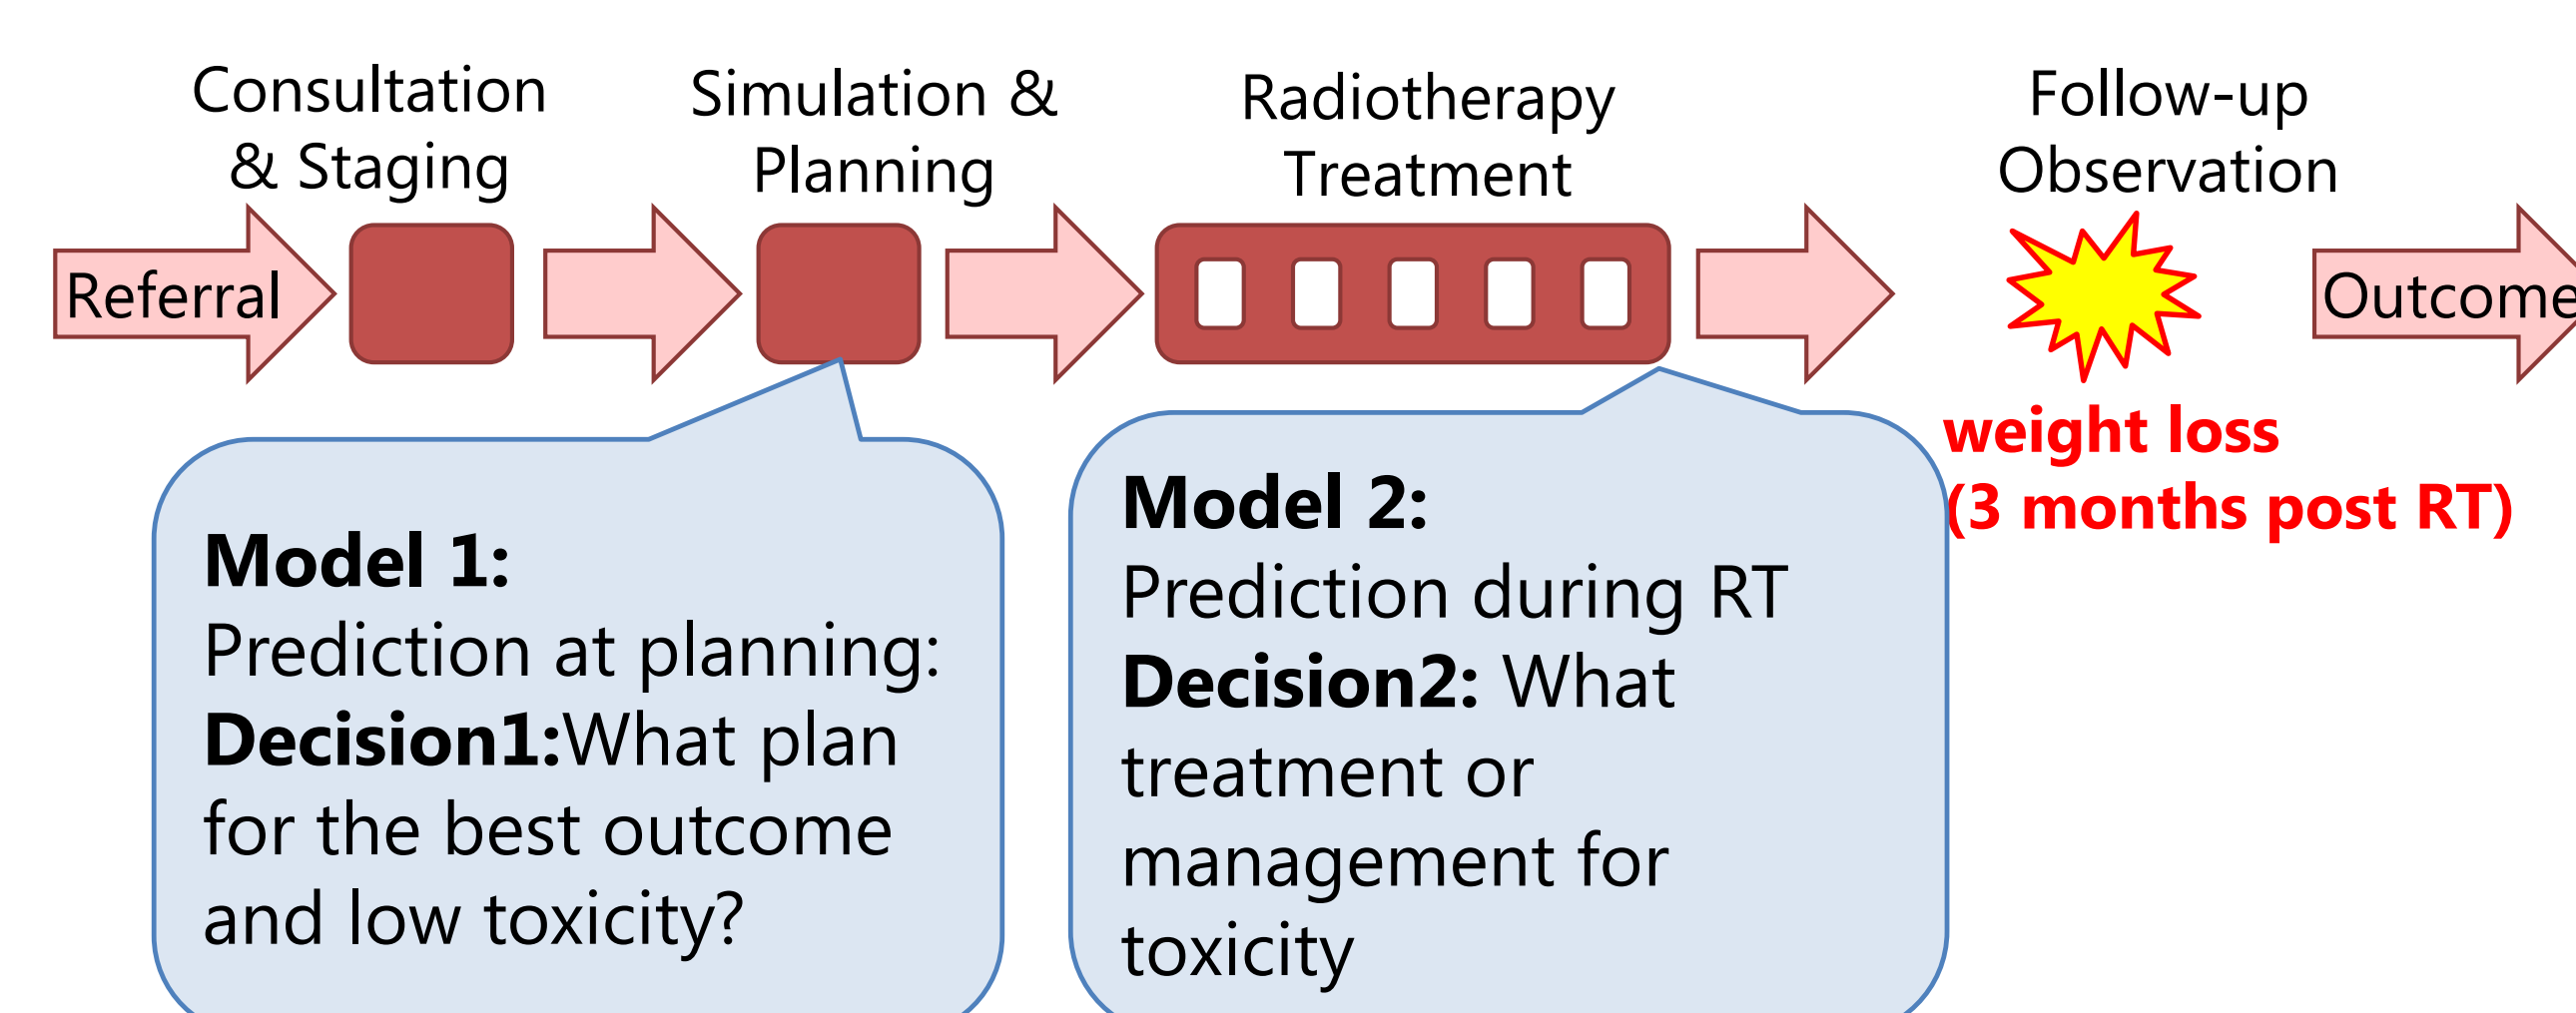 Consultation
& Staging
Simulation &
Planning
Radiotherapy
Treatment
Follow-up
Observation
Referral
Outcome
weight loss
(3 months post RT)
Model 1:
Prediction at planning:
Decision1:What plan
for the best outcome
and low toxicity?
Model 2:
Prediction during RT
Decision2: What
treatment or
management for
toxicity